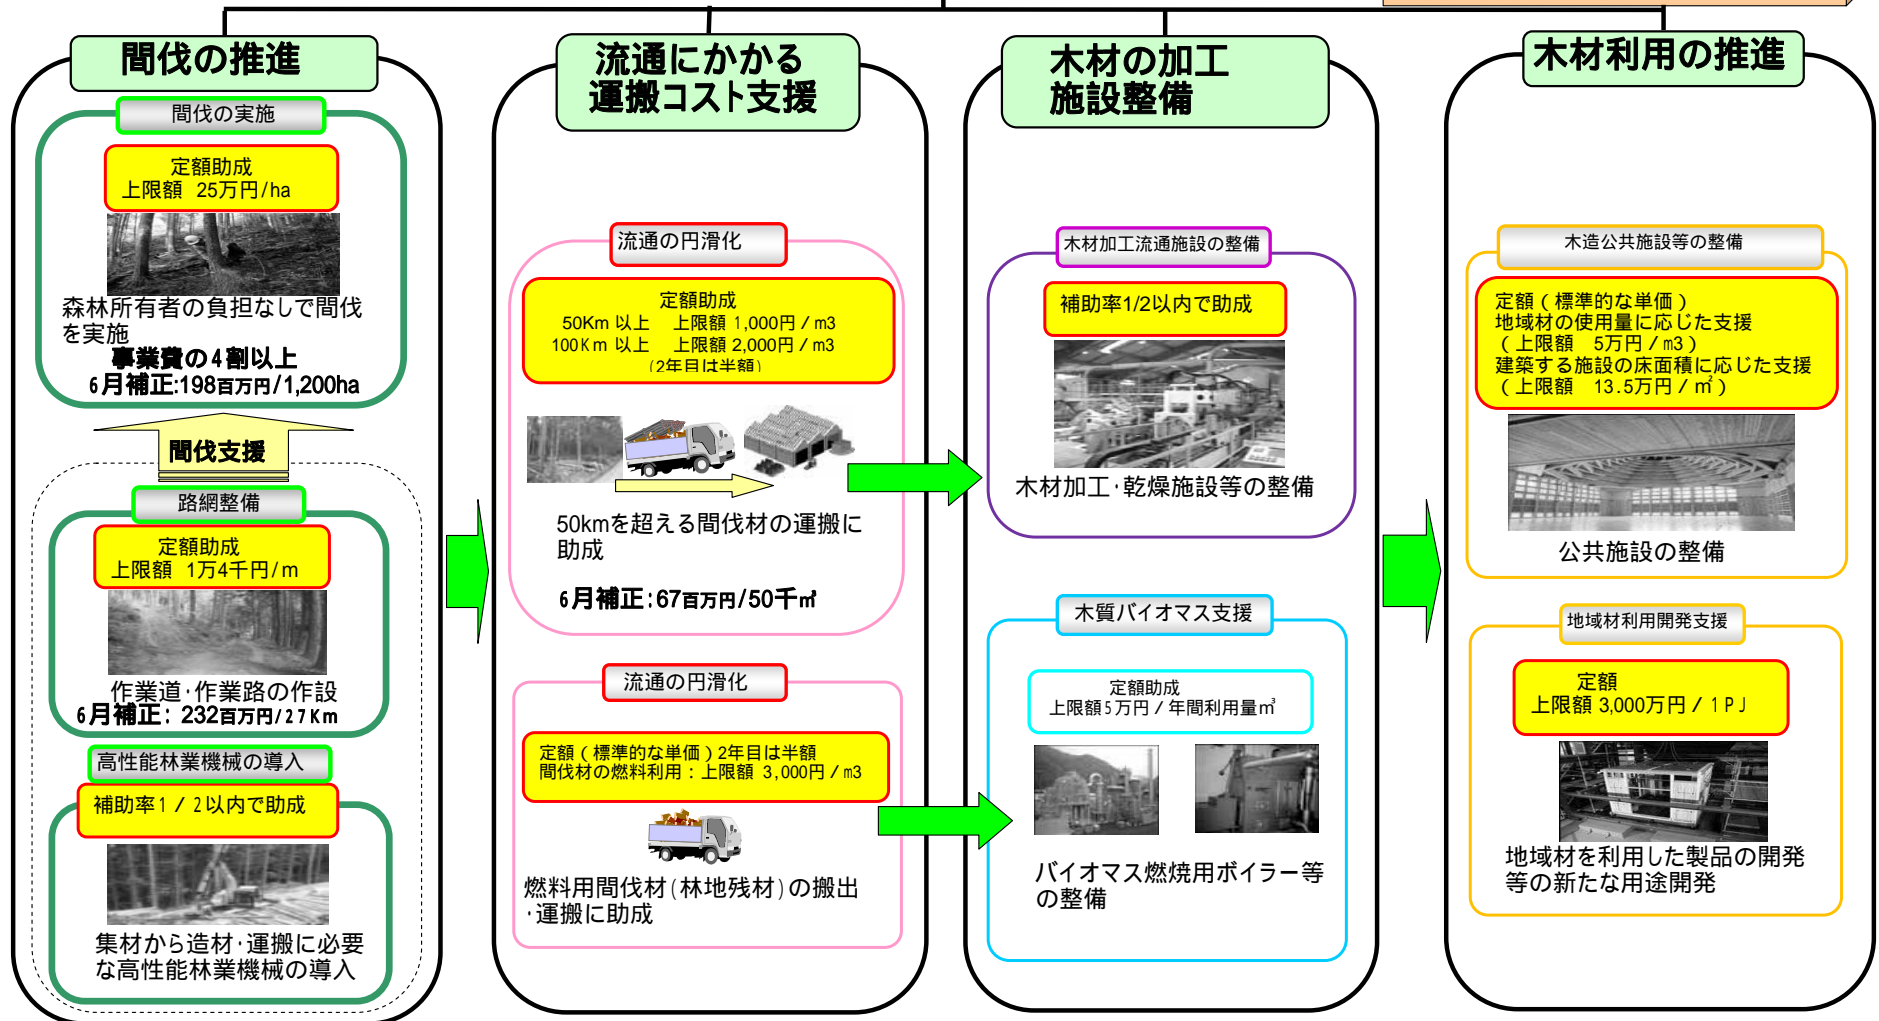 間伐の推進
間伐の実施
定額助成
上限額 25万円/ha
森林所有者の負担なしで間伐
を実施
事業費の4割以上
6月補正:198百万円/1,200ha
間伐支援
路網整備
定額助成
上限額 1万4千円/m
作業道・作業路の作設
6月補正: 232百万円/27Km
高性能林業機械の導入
補助率1/2以内で助成
集材から造材・運搬に必要
な高性能林業機械の導入
流通にかかる
運搬コスト支援
流通の円滑化
定額助成
50Km 以上 上限額 1,000円/m3
100Km 以上 上限額 2,000円/m3
(2年目は半額)
50kmを超える間伐材の運搬に
助成
6月補正:67百万円/50千㎥
流通の円滑化
定額(標準的な単価)2年目は半額
間伐材の燃料利用:上限額 3,000円/m3
燃料用間伐材(林地残材)の搬出
・運搬に助成
木材の加工
施設整備
木材加工流通施設の整備
補助率1/2以内で助成
木材加工・乾燥施設等の整備
木質バイオマス支援
定額助成
上限額5万円/年間利用量㎥
バイオマス燃焼用ボイラー等
の整備
木材利用の推進
木造公共施設等の整備
定額(標準的な単価)
地域材の使用量に応じた支援
(上限額 5万円/m3)
建築する施設の床面積に応じた支援
(上限額 13.5万円/㎡)
公共施設の整備
地域材利用開発支援
定額
上限額 3,000万円/1PJ
地域材を利用した製品の開発
等の新たな用途開発